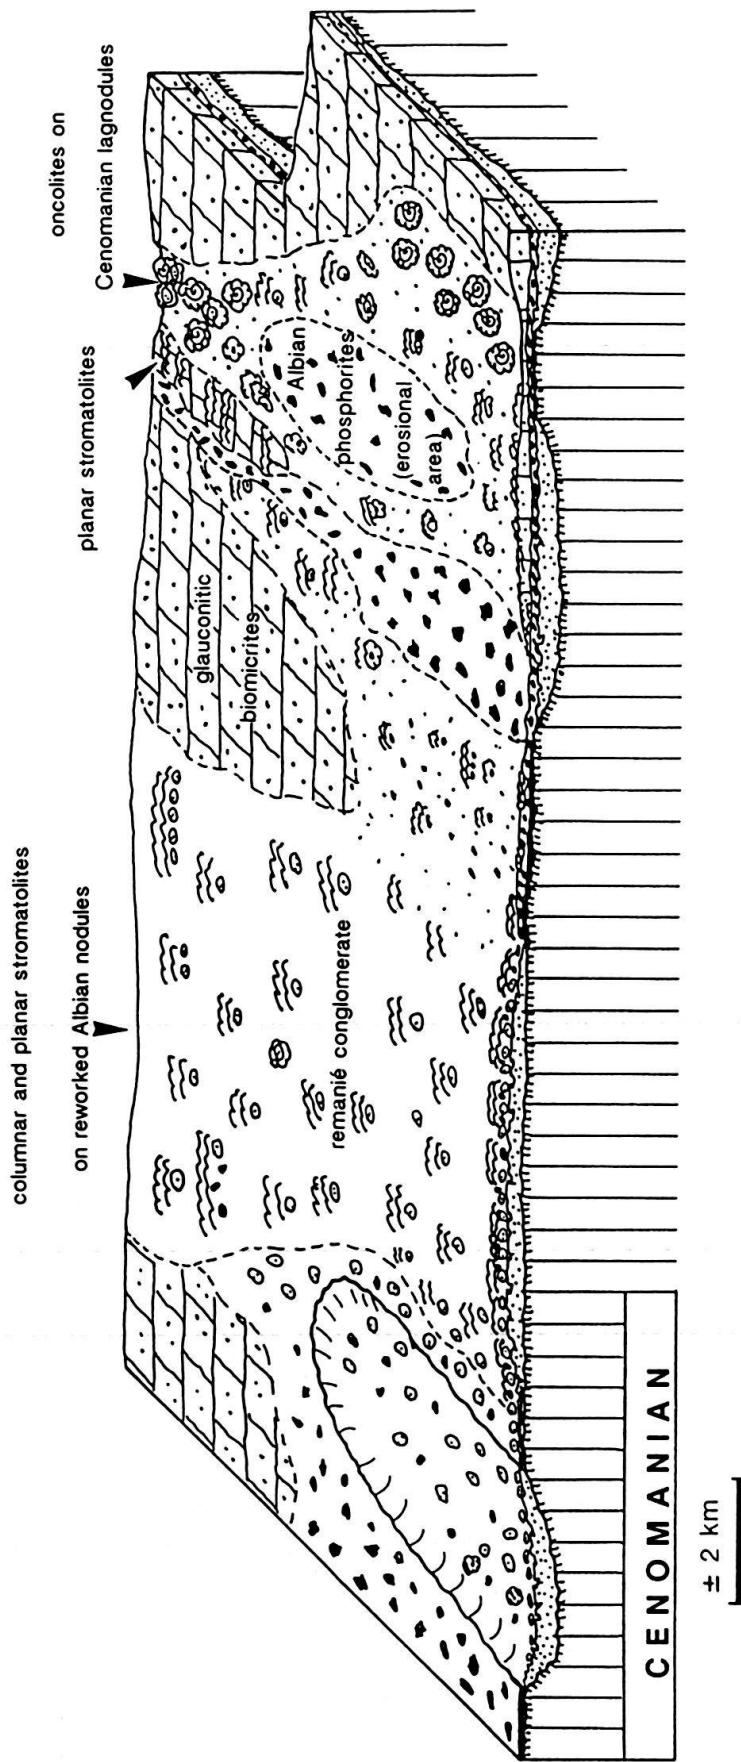 columnar and planar stromatolites
on reworked Albian nodules
planar stromatolites
oncolites on
Cenomanian lagnodules
glauconitic
biomicrites
Albian
phosphorites
(erosional
area)
remanié conglomerate
CENOMANIAN
± 2 km